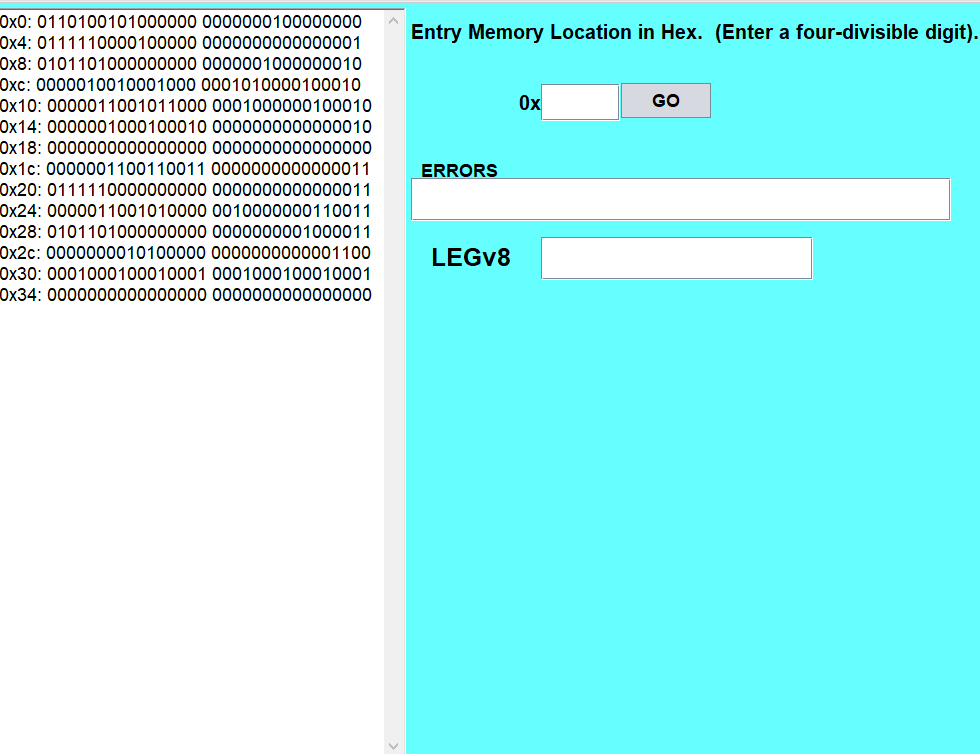 0x0: 0110100101000000 0000000100000000
0x4: 0111110000100000 0000000000000001
0x8: 0101101000000000 0000001000000010
0xc: 0000010010001000 0001010000100010
0x10: 0000011001011000 0001000000100010
0x14: 0000001000100010 0000000000000010
0x18: 0000000000000000 0000000000000000
0x1c: 0000001100110011 0000000000000011
0x20: 0111110000000000 0000000000000011
0x24: 0000011001010000 0010000000110011
0x28: 0101101000000000 0000000001000011
0x2c: 0000000010100000 0000000000001100
0x30: 0001000100010001 0001000100010001
0x34: 0000000000000000 0000000000000000
Entry Memory Location in Hex. (Enter a four-divisible digit).
0x GO
ERRORS
LEGv8